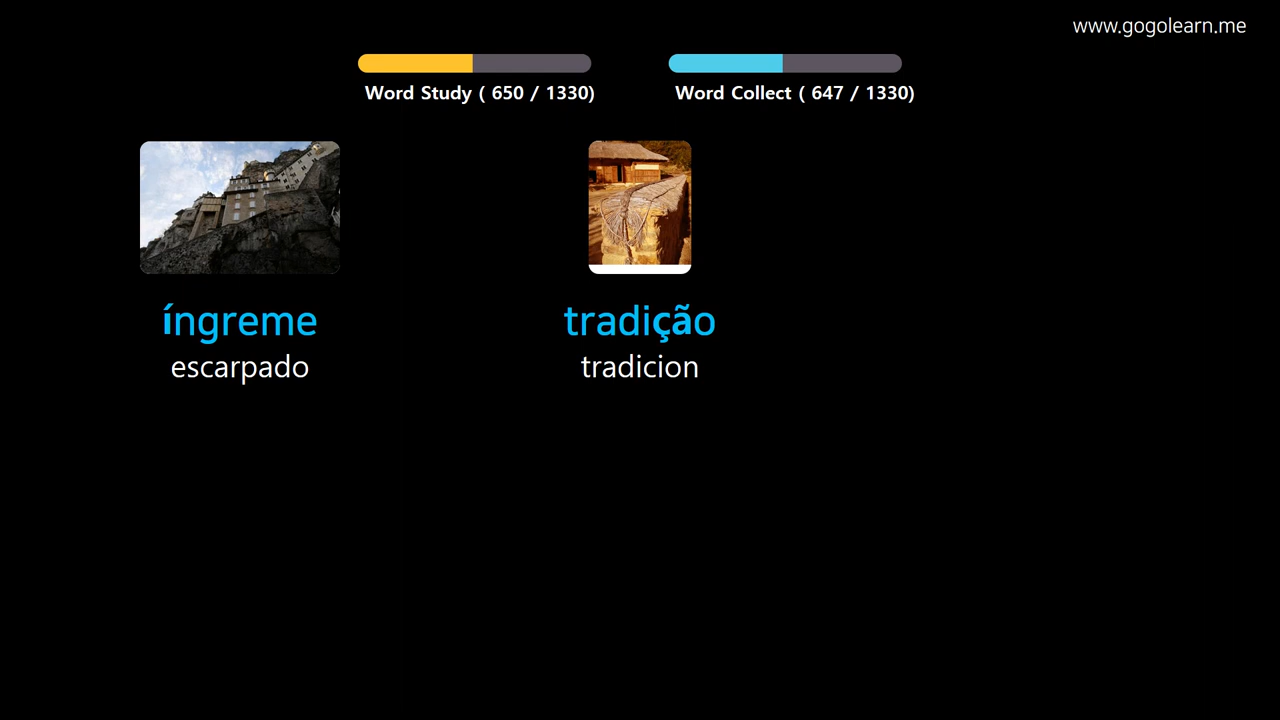 www.gogolearn.me
Word Study ( 650 / 1330)
Word Collect ( 647 / 1330)
íngreme
tradição
escarpado
tradicion